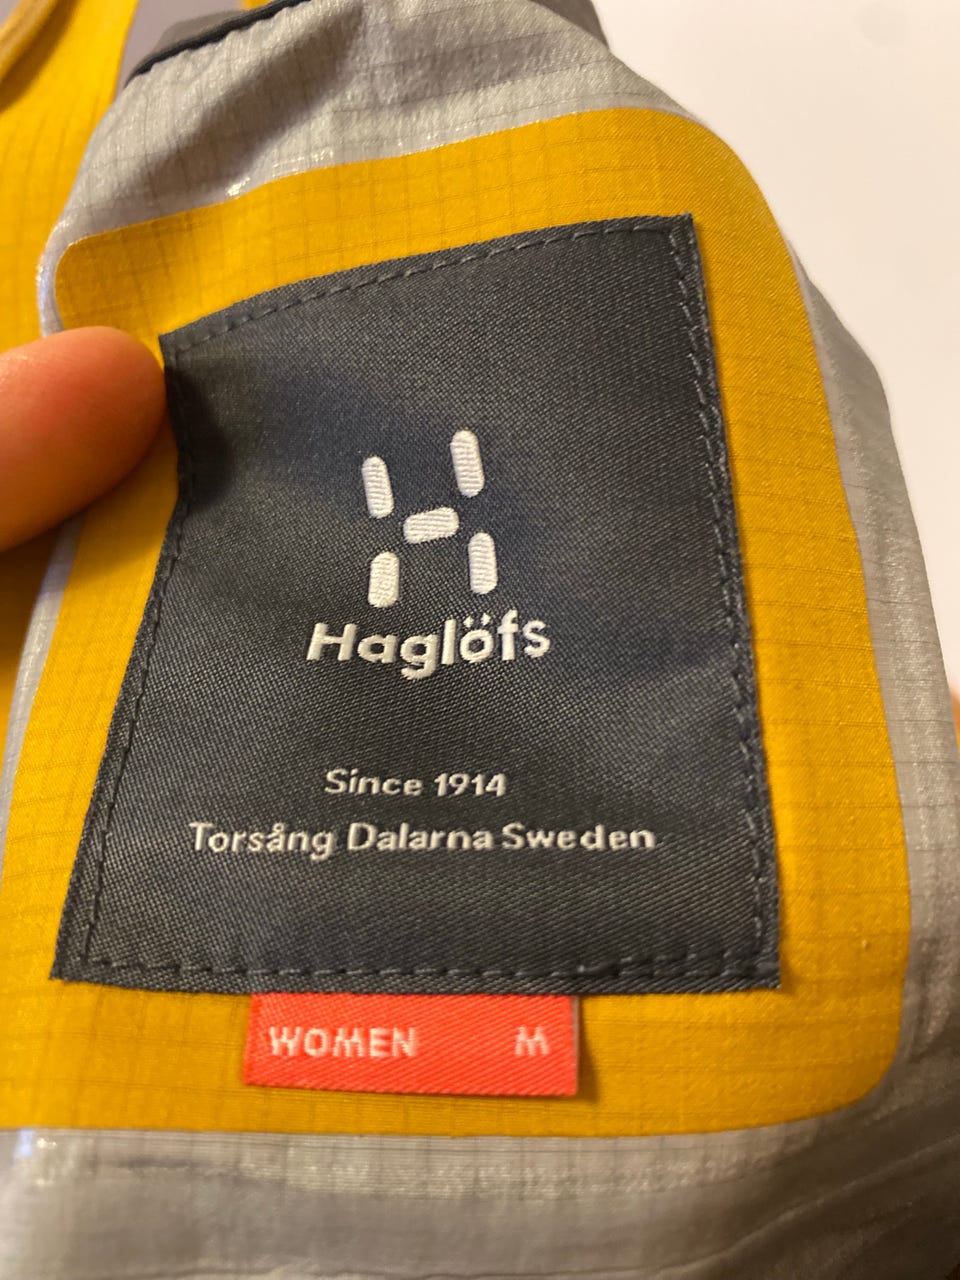 Haglöfs
Since 1914
Torsång Dalarna Sweden
WOMEN M